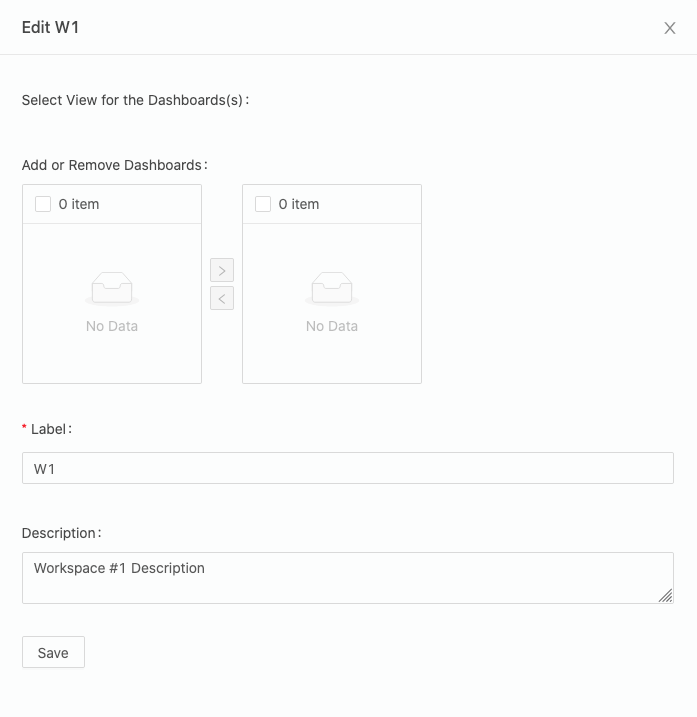 Edit W1
Select View for the Dashboards(s):
Add or Remove Dashboards:
0 item
0 item
No Data
No Data
* Label:
W1
Description:
Workspace #1 Description
Save